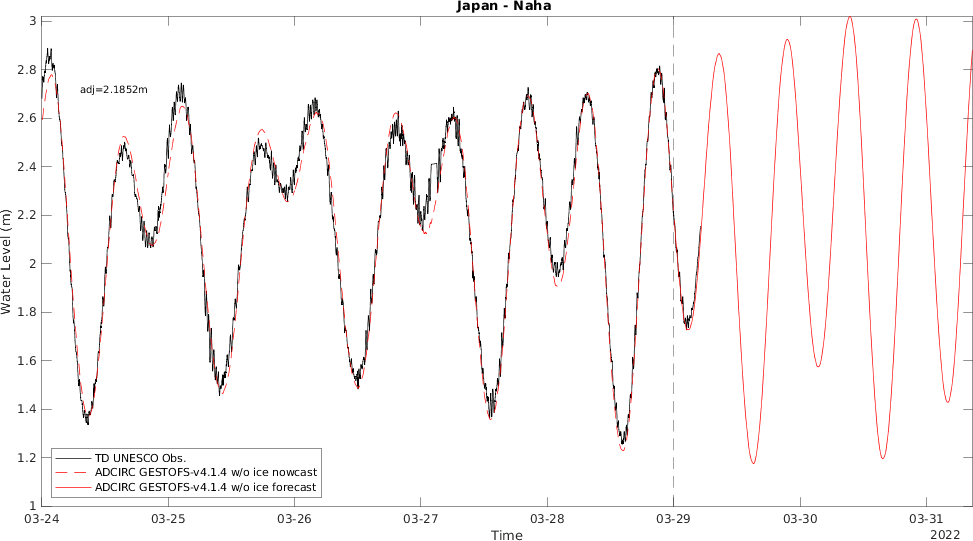 Japan - Naha
3
2.8
2.6
2.4
2.2
2
1.8
1.6
1.4
1.2
1
Water Level (m)
adj=2.1852m
TD UNESCO Obs.
ADCIRC GESTOFS-v4.1.4 w/o ice nowcast
ADCIRC GESTOFS-v4.1.4 w/o ice forecast
03-24 03-25 03-26 03-27 03-28 03-29 03-30 03-31
Time
2022